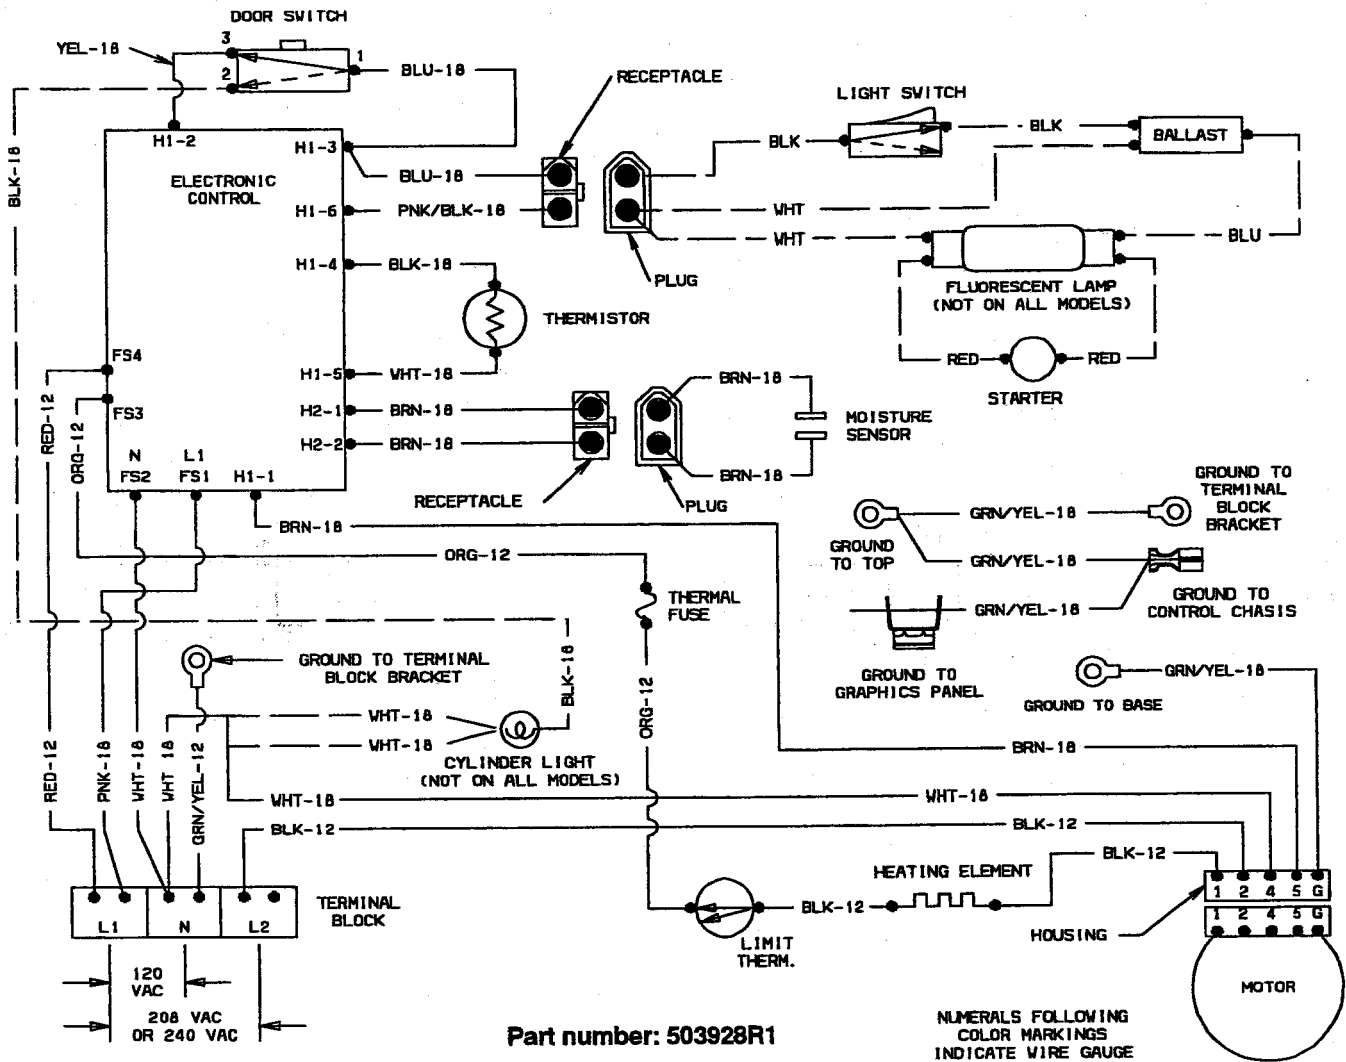 DOOR SWITCH
YEL-18
3
1
2
BLU-18
RECEPTACLE
LIGHT SWITCH
BLK
BLK
BALLAST
H1-2
H1-3
BLK-18
ELECTRONIC
CONTROL
BLU-18
H1-6
PNK/BLK-18
WHT
WHT
BLU
H1-4
BLK-18
PLUG
FLUORESCENT LAMP
(NOT ON ALL MODELS)
THERMISTOR
FS4
RED
RED
H1-5
WHT-18
BRN-18
STARTER
RED-12
FS3
H2-1
BRN-18
MOISTURE
SENSOR
ORG-12
H2-2
BRN-18
N
L1
FS2
FS1
H1-1
BRN-18
RECEPTACLE
PLUG
GROUND TO
TERMINAL
BLOCK
BRACKET
GRN/YEL-18
BRN-18
GROUND
TO TOP
ORG-12
GRN/YEL-18
THERMAL
FUSE
GROUND TO
CONTROL CHASIS
GRN/YEL-18
GROUND TO TERMINAL
BLOCK BRACKET
BLK-18
GROUND TO
GRAPHICS PANEL
GRN/YEL-18
GROUND TO BASE
ORG-12
WHT-18
WHT-18
BRN-18
CYLINDER LIGHT
(NOT ON ALL MODELS)
RED-12
PNK-18
WHT-18
WHT 18
GRN/YEL-12
WHT-18
WHT-18
BLK-12
BLK-12
BLK-12
HEATING ELEMENT
1 2 4 5 G
TERMINAL
BLOCK
BLK-12
L1
N
L2
1 2 4 5 G
HOUSING
LIMIT
THERM.
120
VAC
MOTOR
208 VAC
OR 240 VAC
Part number: 503928R1
NUMERALS FOLLOWING
COLOR MARKINGS
INDICATE WIRE GAUGE